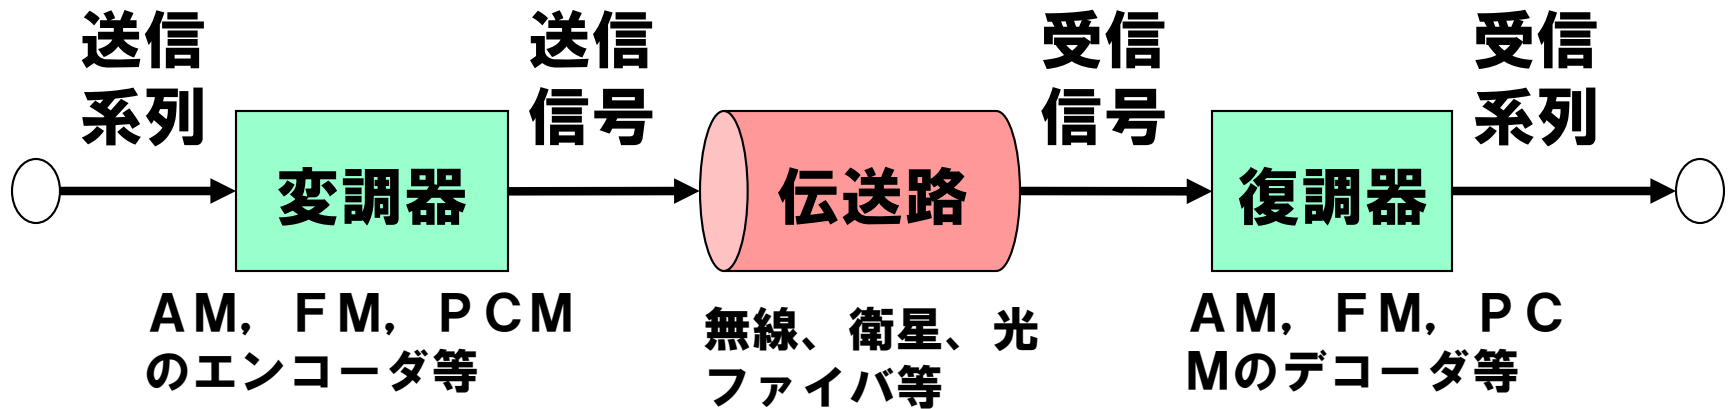 送信
系列
変調器
送信
信号
伝送路
受信
信号
復調器
受信
系列
ＡＭ，ＦＭ，ＰＣＭ
のエンコーダ等
無線、衛星、光
ファイバ等
ＡＭ，ＦＭ，ＰＣ
Ｍのデコーダ等